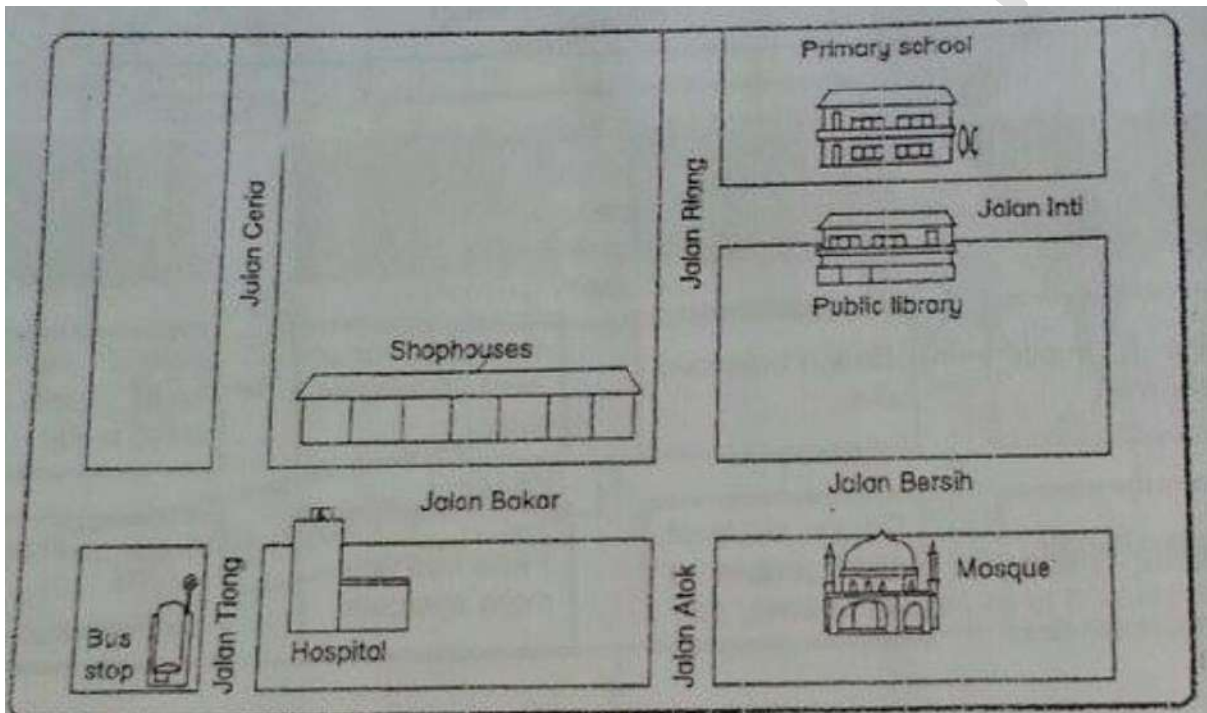 Primary school
Jalan Ceria
Jalan Riang
Jalan Inti
Public library
Shophouses
Jalan Bakar
Jalan Bersih
Bus
stop
Jalan Tiong
Hospital
Jalan Atok
Mosque